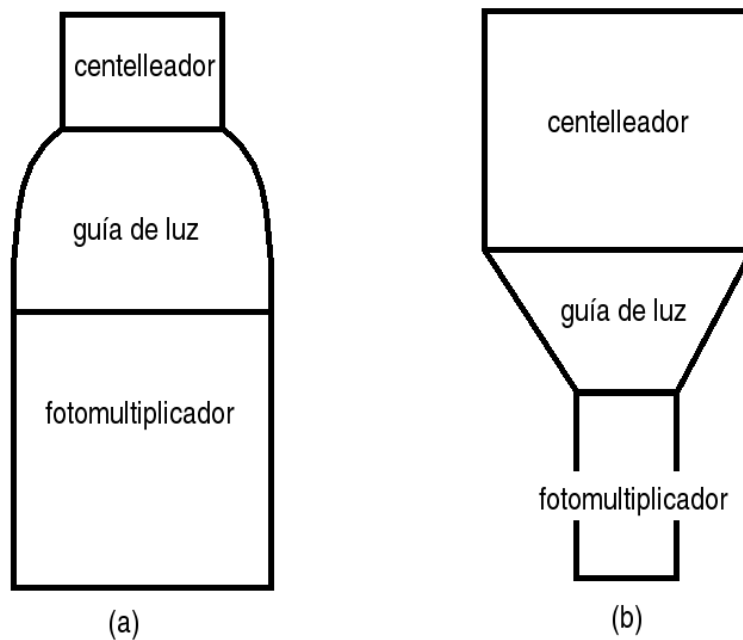 centelleador
guía de luz
fotomultiplicador
(a)
centelleador
guía de luz
fotomultiplicador
(b)